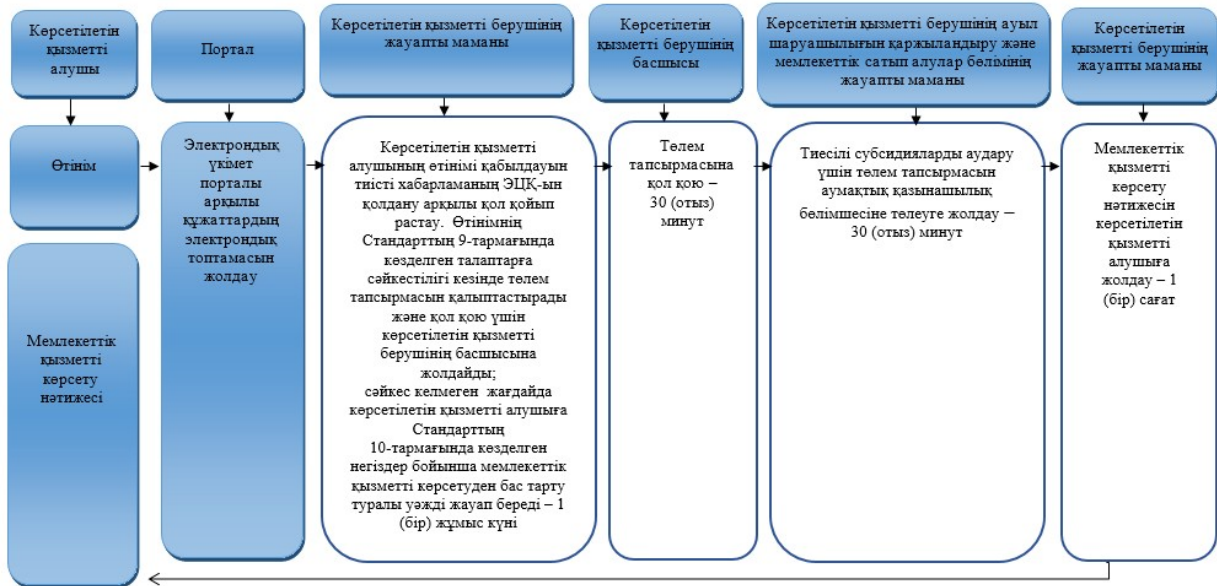 Көрсетілетін
қызметті
алушы
Портал
Көрсетілетін қызметті берушінің
жауапты маманы
Көрсетілетін
қызметті берушінің
басшысы
Көрсетілетін қызметті берушінің ауыл
шаруашылығын қаржыландыру және
мемлекеттік сатып алулар бөлімінің
жауапты маманы
Көрсетілетін
қызметті берушінің
жауапты маманы
Өтінім
Мемлекеттік
қызметті
көрсету
нәтижесі
Электрондық
үкімет
порталы
арқылы
құжаттардың
электрондық
топтамасын
жолдау
Көрсетілетін қызметті
алушының өтінімі қабылдауын
тиісті хабарламаның ЭЦҚ-ын
қолдану арқылы қол қойып
растау. Өтінімнің
Стандарттың 9-тармағында
көзделген талаптарға
сәйкестілігі кезінде төлем
тапсырмасын қалыптастырады
және қол қою үшін
көрсетілетін қызметті
берушінің басшысына
жолдайды;
сәйкес келмеген жағдайда
көрсетілетін қызметті алушыға
Стандарттың
10-тармағында көзделген
негіздер бойынша мемлекеттік
қызметті көрсетуден бас тарту
туралы уәжді жауап береді – 1
(бір) жұмыс күні
Төлем
тапсырмасына
қол қою –
30 (отыз)
минут
Тиесілі субсидияларды аудару
үшін төлем тапсырмасын
аумақтық қазынашылық
бөлімшесіне төлеуге жолдау –
30 (отыз) минут
Мемлекеттік
қызметті
көрсету
нәтижесін
көрсетілетін
қызметті
алушыға
жолдау – 1
(бір) сағат